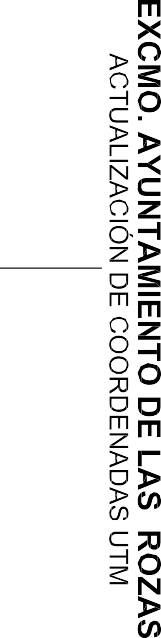 EXCMO. AYUNTAMIENTO DE LAS ROZAS
ACTUALIZACIÓN DE COORDENADAS UTM